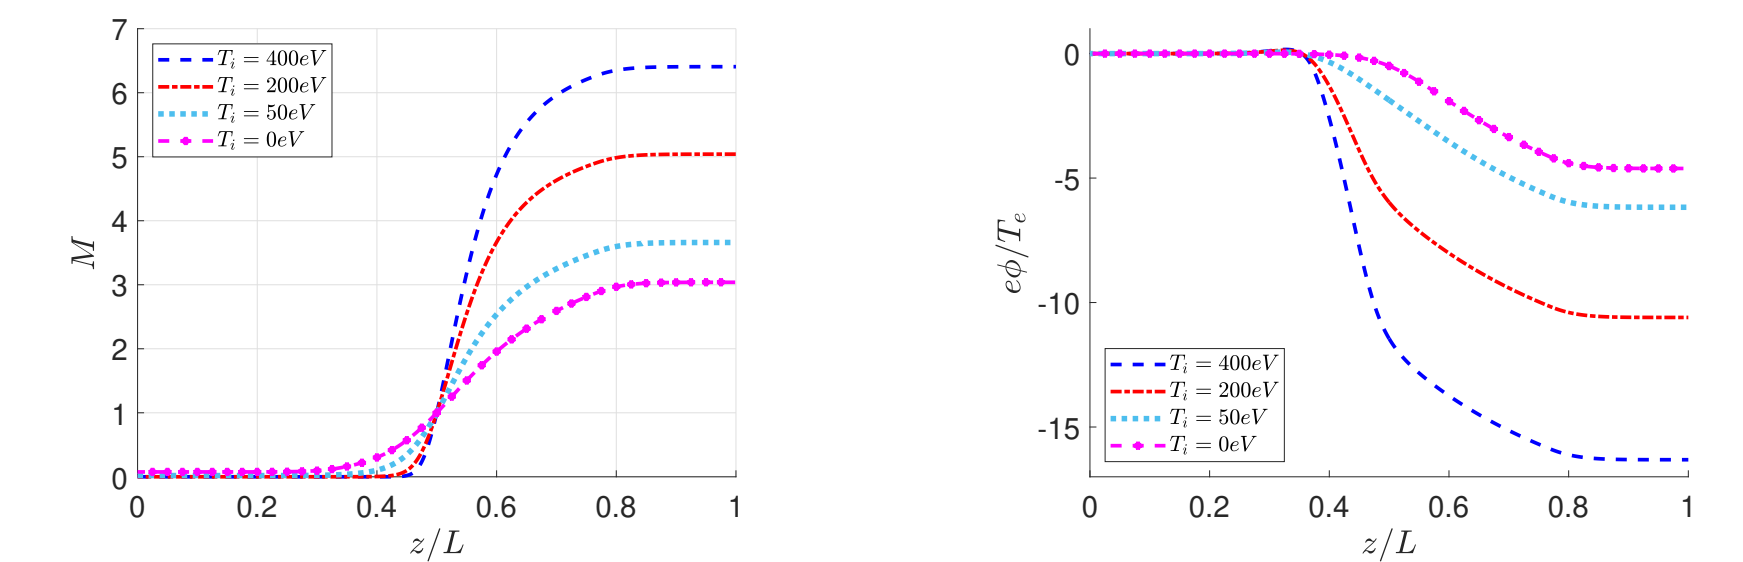 7
6
5
4
3
2
1
0
M
T_i = 400eV
T_i = 200eV
T_i = 50eV
T_i = 0eV
0 0.2 0.4 0.6 0.8 1
z/L
0
-5
-10
-15
eϕ/T_e
T_i = 400eV
T_i = 200eV
T_i = 50eV
T_i = 0eV
0 0.2 0.4 0.6 0.8 1
z/L